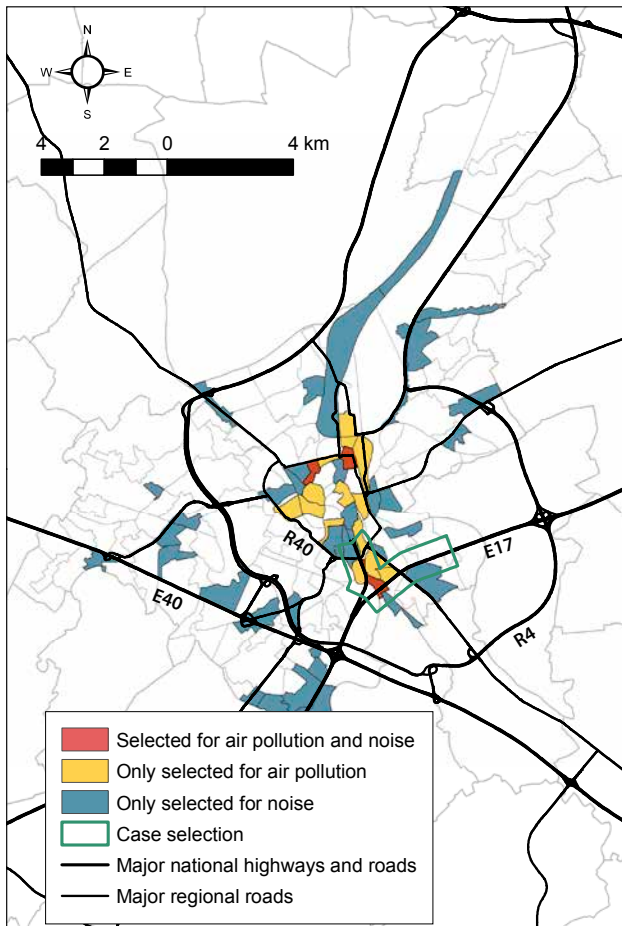 N
W E
S
4 2 0 4 km
R40
E17
E40
R4
Selected for air pollution and noise
Only selected for air pollution
Only selected for noise
Case selection
Major national highways and roads
Major regional roads